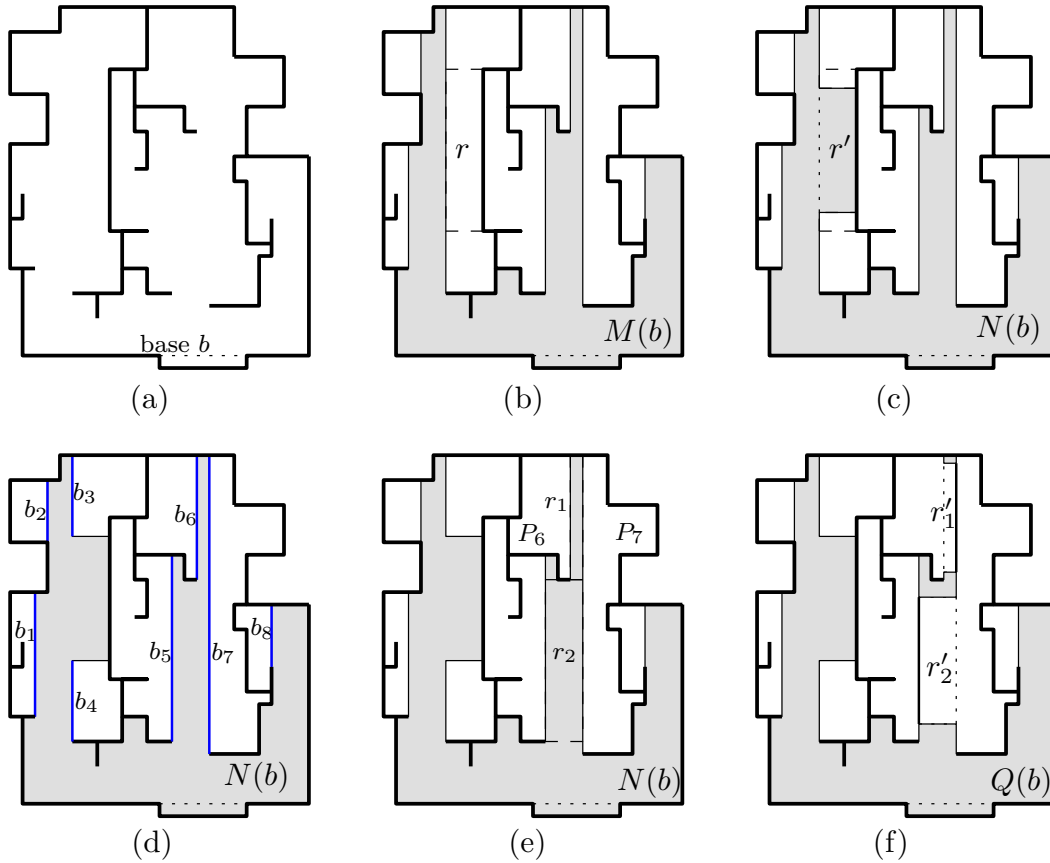 base b
(a)
r
M(b)
(b)
r′
N(b)
(c)
b₁
b₂
b₃
b₄
b₅
b₆
b₇
b₈
N(b)
(d)
r₁
P₆
P₇
r₂
N(b)
(e)
r′₁
r′₂
Q(b)
(f)